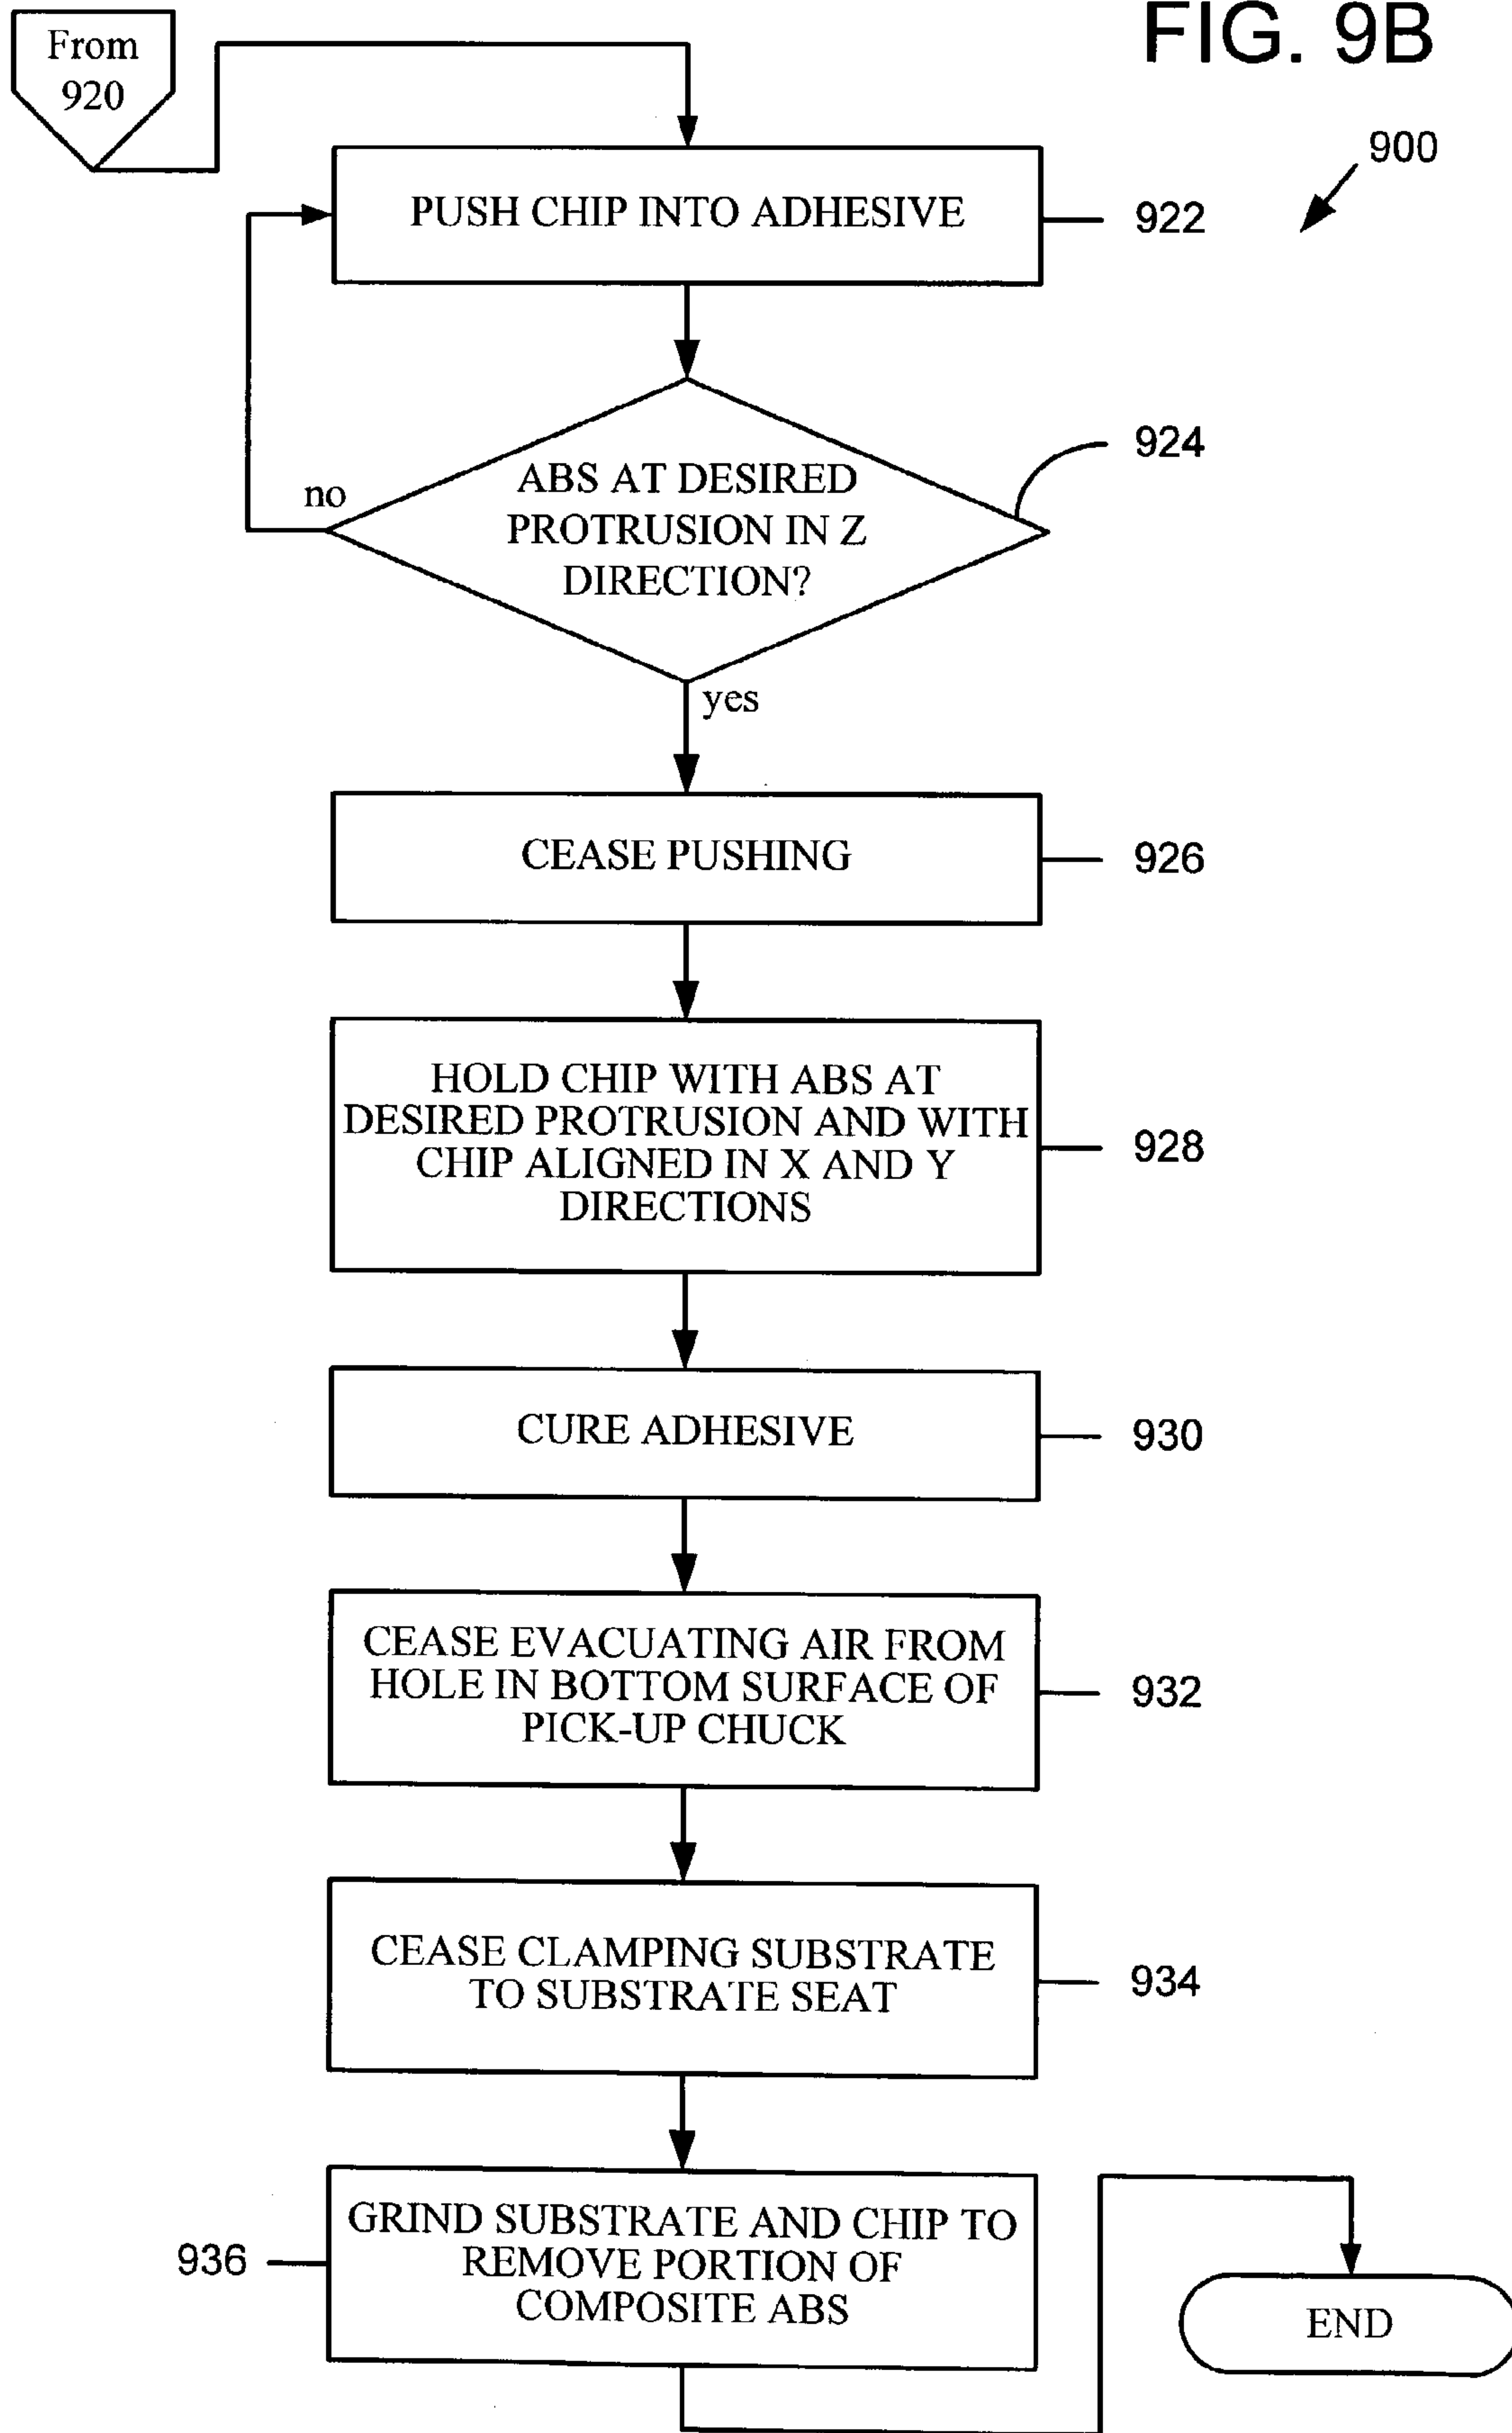 FIG. 9B
From
920
900
PUSH CHIP INTO ADHESIVE
922
924
ABS AT DESIRED
PROTRUSION IN Z
DIRECTION?
no
yes
CEASE PUSHING
926
HOLD CHIP WITH ABS AT
DESIRED PROTRUSION AND WITH
CHIP ALIGNED IN X AND Y
DIRECTIONS
928
CURE ADHESIVE
930
CEASE EVACUATING AIR FROM
HOLE IN BOTTOM SURFACE OF
PICK-UP CHUCK
932
CEASE CLAMPING SUBSTRATE
TO SUBSTRATE SEAT
934
GRIND SUBSTRATE AND CHIP TO
REMOVE PORTION OF
COMPOSITE ABS
936
END